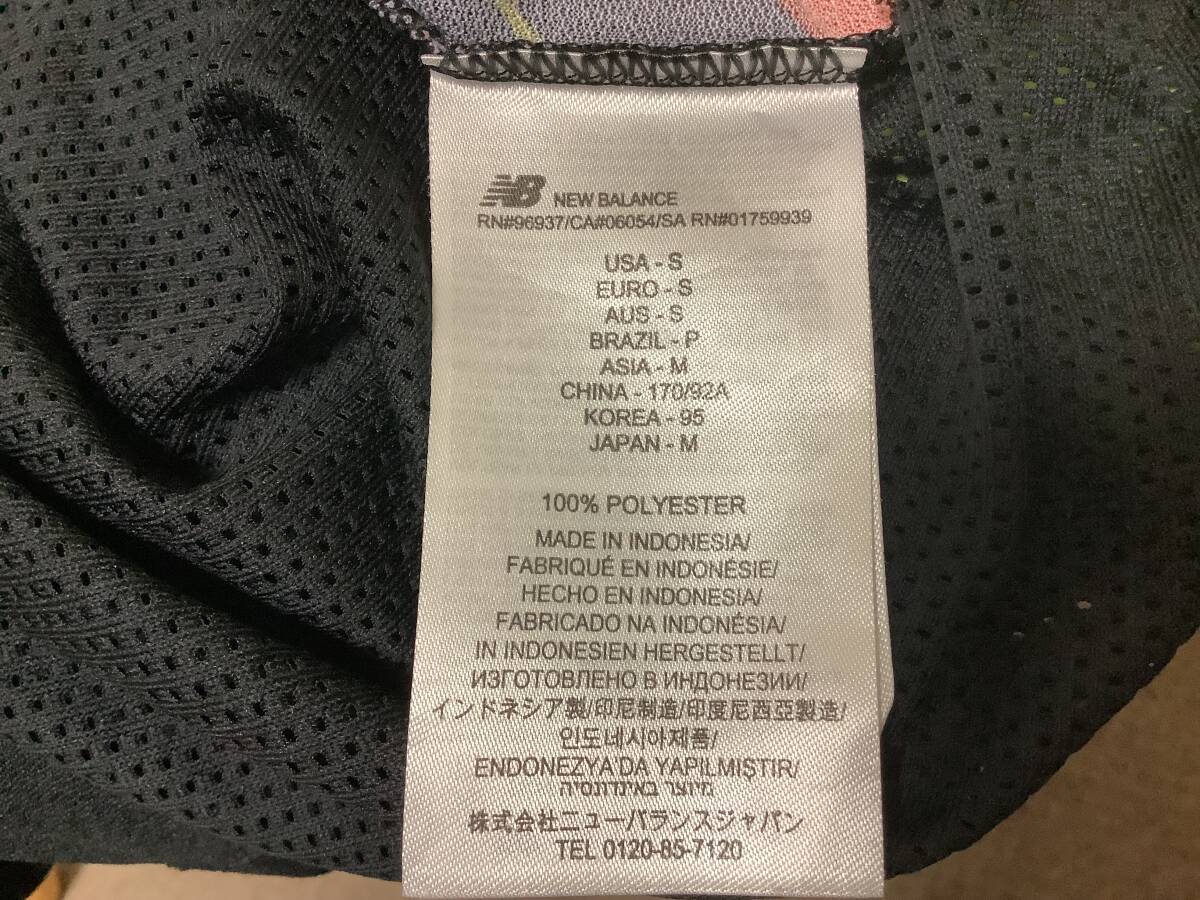 NB NEW BALANCE
RN#96937/CA#06054/SA RN#01759939
USA - S
EURO - S
AUS - S
BRAZIL - P
ASIA - M
CHINA - 170/92A
KOREA - 95
JAPAN - M
100% POLYESTER
MADE IN INDONESIA/
FABRIQUÉ EN INDONÉSIE/
HECHO EN INDONESIA/
FABRICADO NA INDONÉSIA/
IN INDONESIEN HERGESTELLT/
ИЗГОТОВЛЕНО В ИНДОНЕЗИИ/
インドネシア製/印尼制造/印度尼西亞製造/
인도네시아제품/
ENDONEZYA'DA YAPILMIŞTIR/
מיוצר באינדונסיה
株式会社ニューバランスジャパン
TEL 0120-85-7120